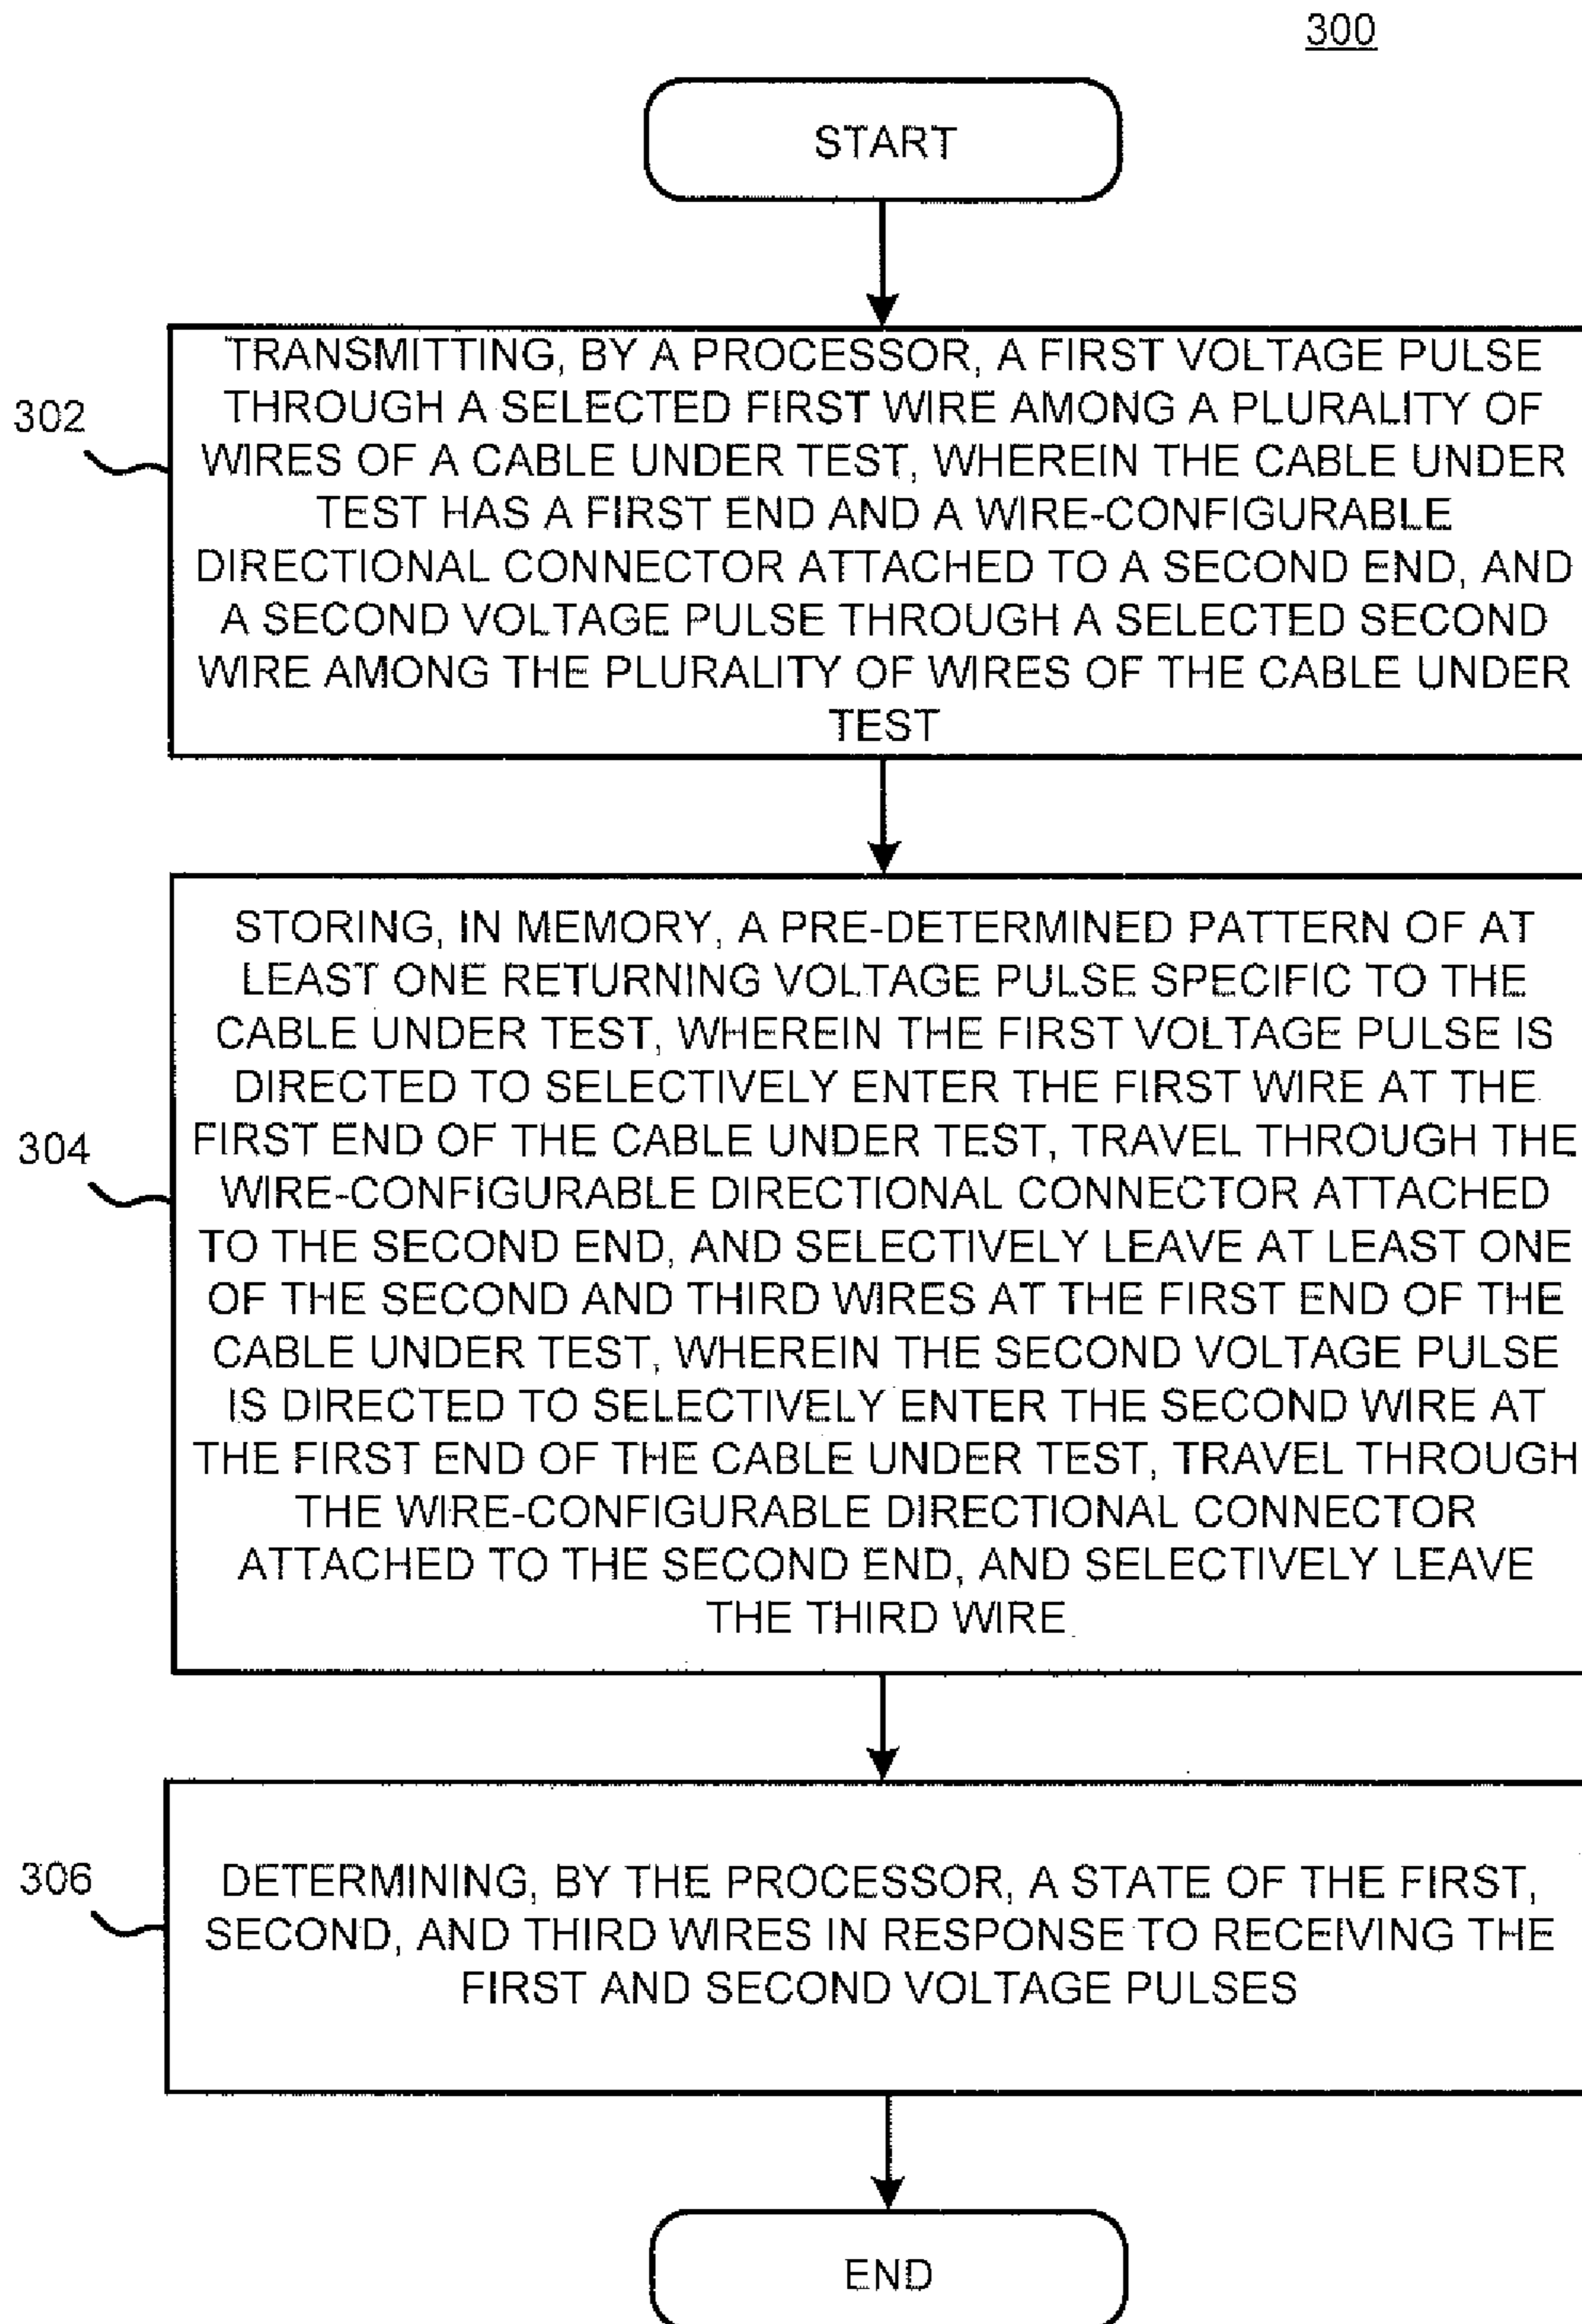 300
START
302
TRANSMITTING, BY A PROCESSOR, A FIRST VOLTAGE PULSE
THROUGH A SELECTED FIRST WIRE AMONG A PLURALITY OF
WIRES OF A CABLE UNDER TEST, WHEREIN THE CABLE UNDER
TEST HAS A FIRST END AND A WIRE-CONFIGURABLE
DIRECTIONAL CONNECTOR ATTACHED TO A SECOND END, AND
A SECOND VOLTAGE PULSE THROUGH A SELECTED SECOND
WIRE AMONG THE PLURALITY OF WIRES OF THE CABLE UNDER
TEST
304
STORING, IN MEMORY, A PRE-DETERMINED PATTERN OF AT
LEAST ONE RETURNING VOLTAGE PULSE SPECIFIC TO THE
CABLE UNDER TEST, WHEREIN THE FIRST VOLTAGE PULSE IS
DIRECTED TO SELECTIVELY ENTER THE FIRST WIRE AT THE
FIRST END OF THE CABLE UNDER TEST, TRAVEL THROUGH THE
WIRE-CONFIGURABLE DIRECTIONAL CONNECTOR ATTACHED
TO THE SECOND END, AND SELECTIVELY LEAVE AT LEAST ONE
OF THE SECOND AND THIRD WIRES AT THE FIRST END OF THE
CABLE UNDER TEST, WHEREIN THE SECOND VOLTAGE PULSE
IS DIRECTED TO SELECTIVELY ENTER THE SECOND WIRE AT
THE FIRST END OF THE CABLE UNDER TEST, TRAVEL THROUGH
THE WIRE-CONFIGURABLE DIRECTIONAL CONNECTOR
ATTACHED TO THE SECOND END, AND SELECTIVELY LEAVE
THE THIRD WIRE
306
DETERMINING, BY THE PROCESSOR, A STATE OF THE FIRST,
SECOND, AND THIRD WIRES IN RESPONSE TO RECEIVING THE
FIRST AND SECOND VOLTAGE PULSES
END